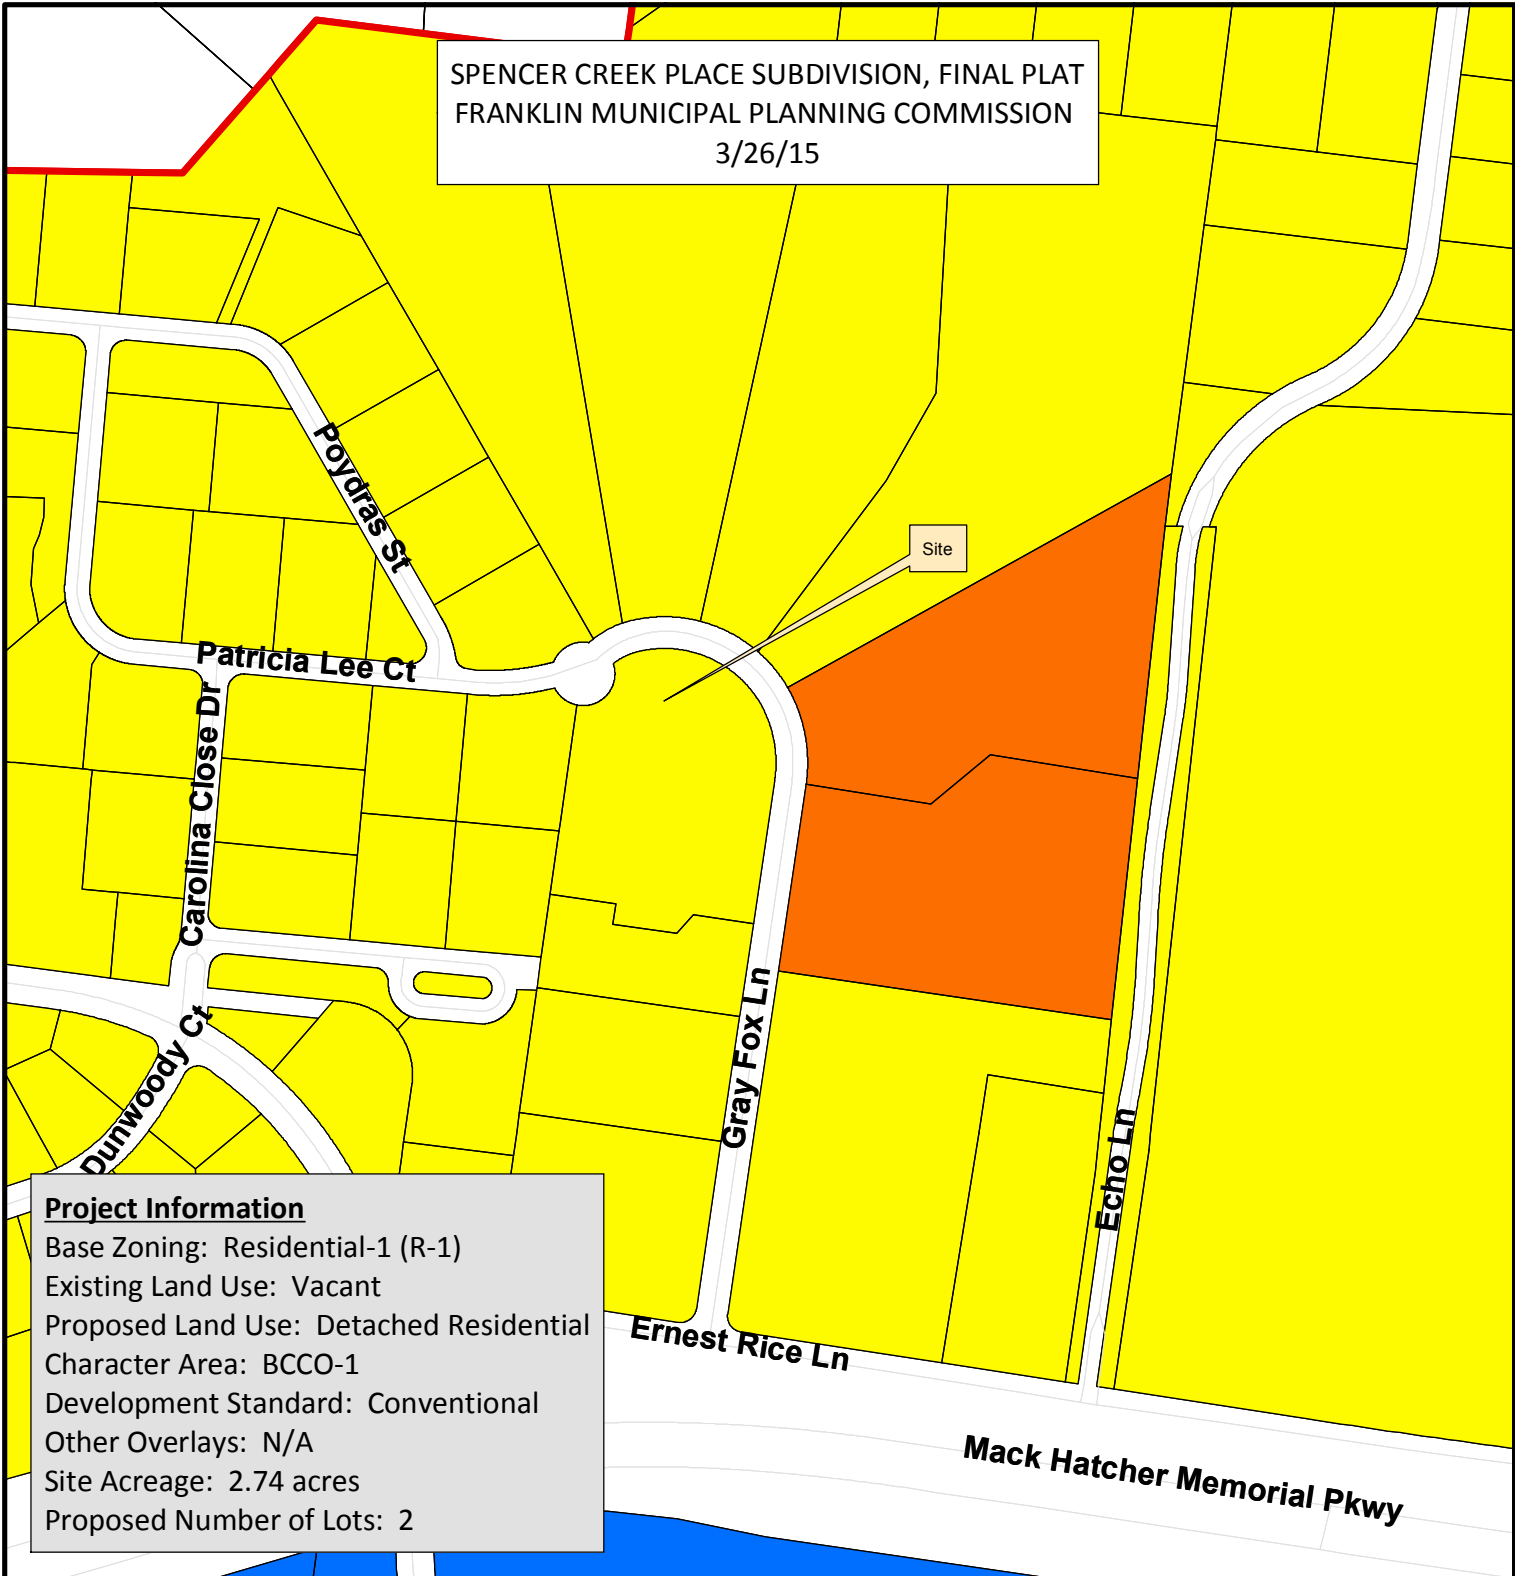 SPENCER CREEK PLACE SUBDIVISION, FINAL PLAT
FRANKLIN MUNICIPAL PLANNING COMMISSION
3/26/15
Poydras St
Site
Patricia Lee Ct
Carolina Close Dr
Gray Fox Ln
Dunwoody Ct
Echo Ln
Project Information
Base Zoning: Residential-1 (R-1)
Existing Land Use: Vacant
Proposed Land Use: Detached Residential
Character Area: BCCO-1
Development Standard: Conventional
Other Overlays: N/A
Site Acreage: 2.74 acres
Proposed Number of Lots: 2
Ernest Rice Ln
Mack Hatcher Memorial Pkwy